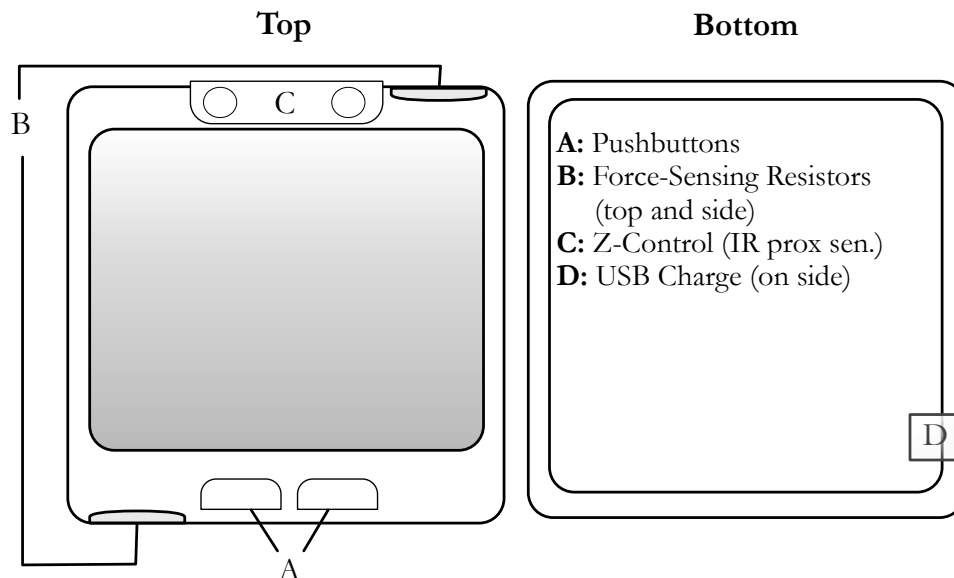 Top
Bottom
B
C
A: Pushbuttons
B: Force-Sensing Resistors
(top and side)
C: Z-Control (IR prox sen.)
D: USB Charge (on side)
D
A